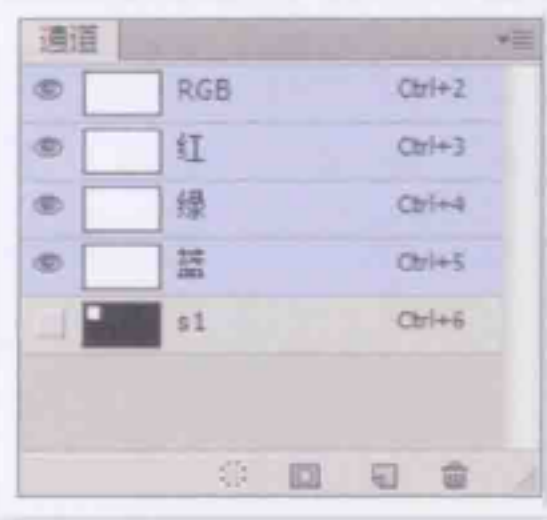 通道
RGB Ctrl+2
红 Ctrl+3
绿 Ctrl+4
蓝 Ctrl+5
s1 Ctrl+6